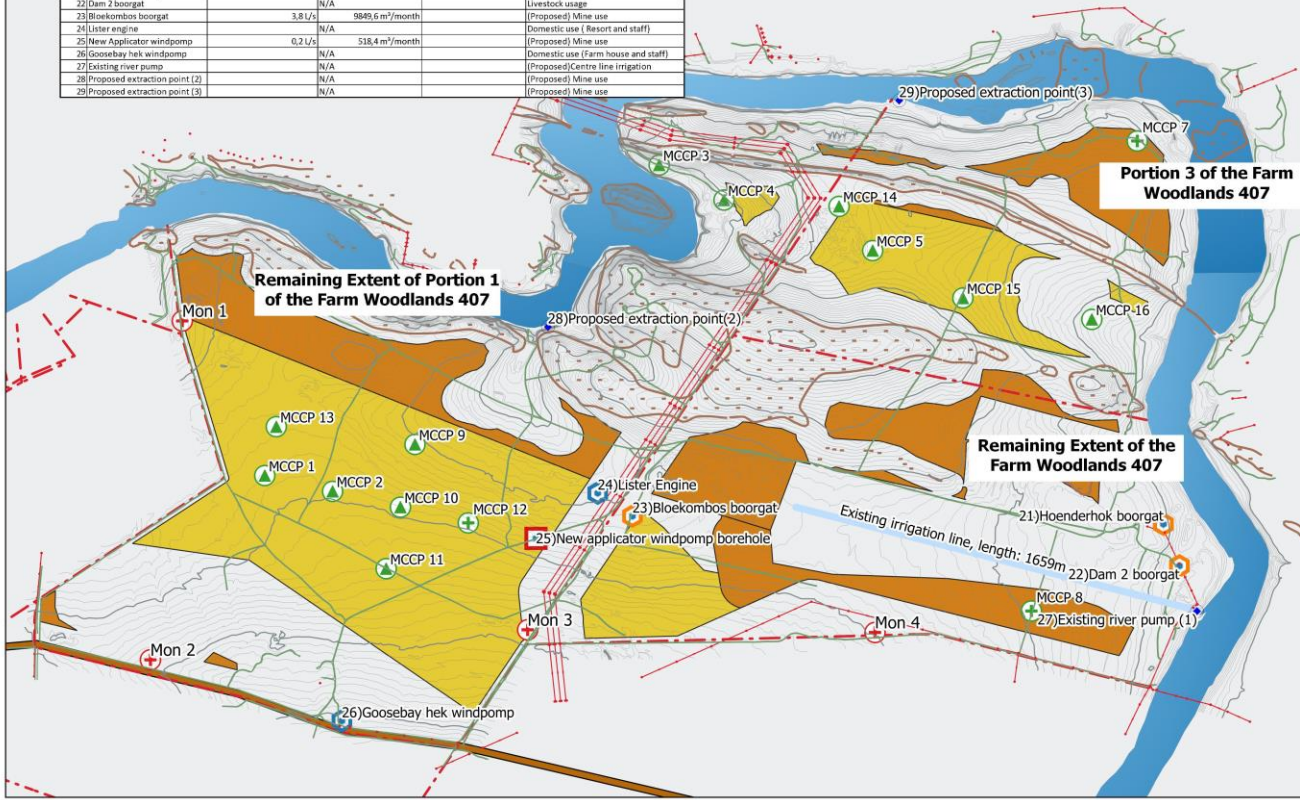 22 Dam 2 boorgat N/A Livestock usage
23 Bloekombos boorgat 3,8 L/s 9849,6 m³/month (Proposed) Mine use
24 Lister engine N/A Domestic use ( Resort and staff)
25 New Applicator windpomp 0,2 L/s 518,4 m³/month (Proposed) Mine use
26 Goosebay hek windpomp N/A Domestic use (Farm house and staff)
27 Existing river pump N/A (Proposed)Centre line irrigation
28 Proposed extraction point (2) N/A (Proposed) Mine use
29 Proposed extraction point (3) N/A (Proposed) Mine use
29)Proposed extraction point(3)
MCCP 7
MCCP 3
Portion 3 of the Farm
Woodlands 407
MCCP 4
MCCP 14
MCCP 5
Remaining Extent of Portion 1
of the Farm Woodlands 407
MCCP 15
Mon 1
28)Proposed extraction point(2)
MCCP 16
MCCP 13
MCCP 9
Remaining Extent of the
Farm Woodlands 407
MCCP 1
MCCP 2
24)Lister Engine
MCCP 10
23)Bloekombos boorgat
MCCP 12
21)Hoenderhok boorgat
25)New applicator windpomp borehole
Existing irrigation line, length: 1659m
MCCP 11
22)Dam 2 boorgat
MCCP 8
27)Existing river pump (1)
Mon 3
Mon 4
Mon 2
26)Goosebay hek windpomp